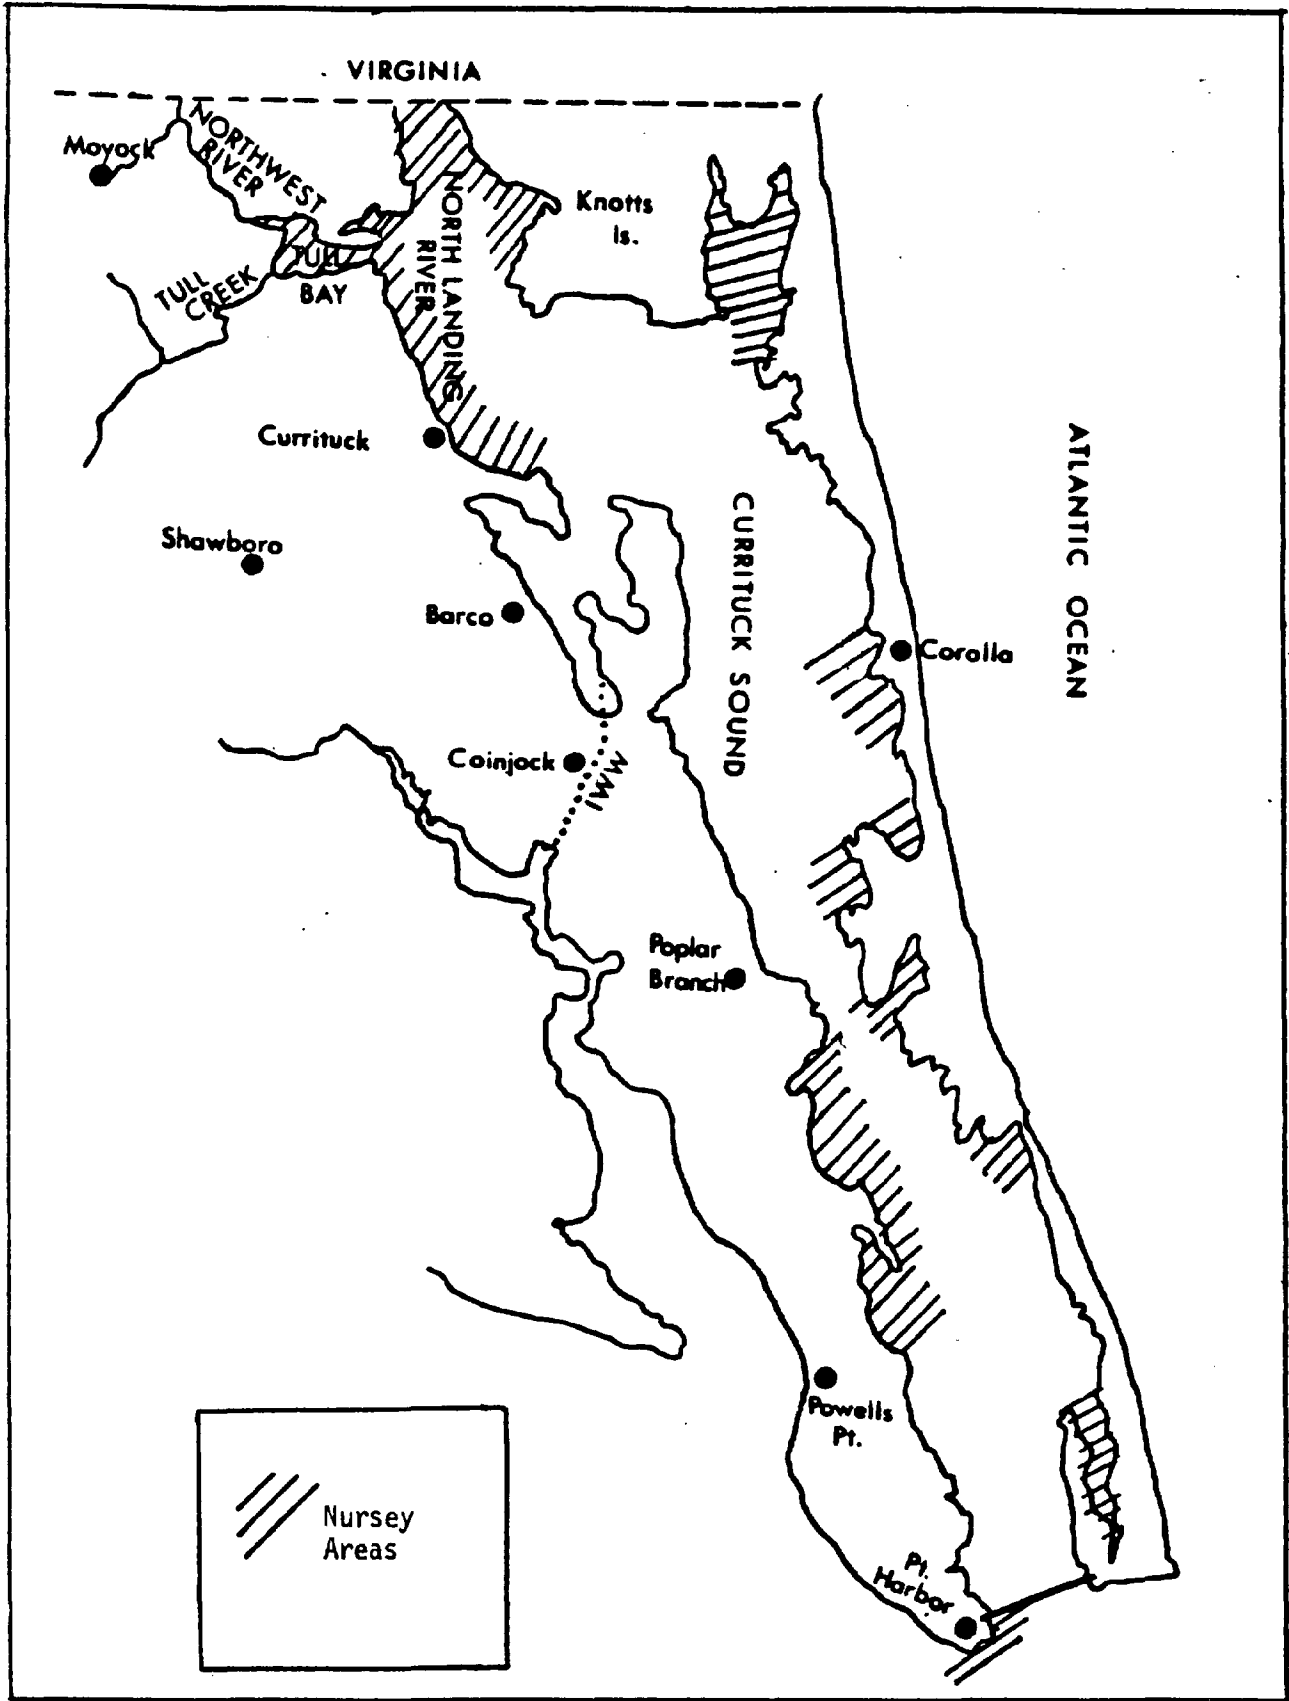 VIRGINIA
Moyock
NORTHWEST
RIVER
Knotts
Is.
NORTH LANDING
RIVER
TULL
BAY
TULL
CREEK
Currituck
ATLANTIC OCEAN
CURRITUCK SOUND
Shawboro
Barco
Corolla
Coinjock
IWW
Poplar
Branch
Powells
Pt.
Nursey
Areas
Pt.
Harbor